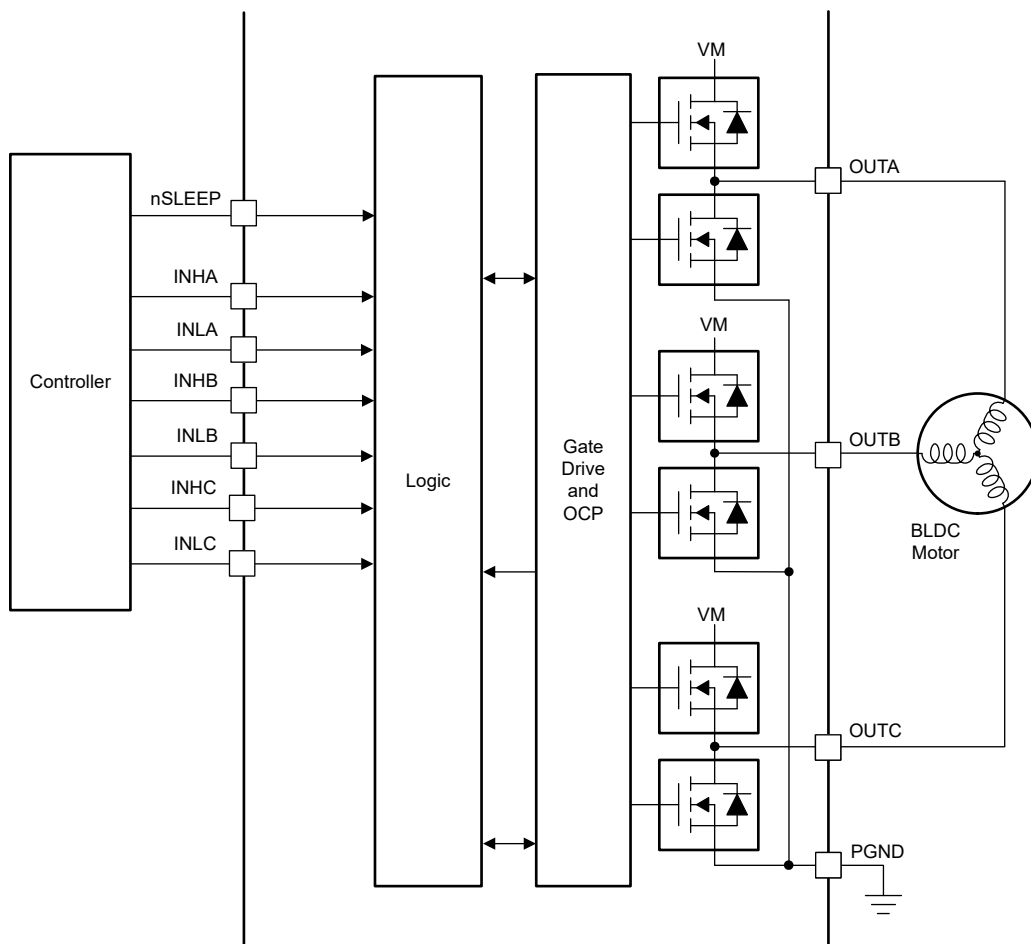 VM
OUTA
nSLEEP
INHA
INLA
VM
Controller
INHB
INLB
OUTB
Gate
Drive
and
OCP
Logic
INHC
BLDC
Motor
INLC
VM
OUTC
PGND